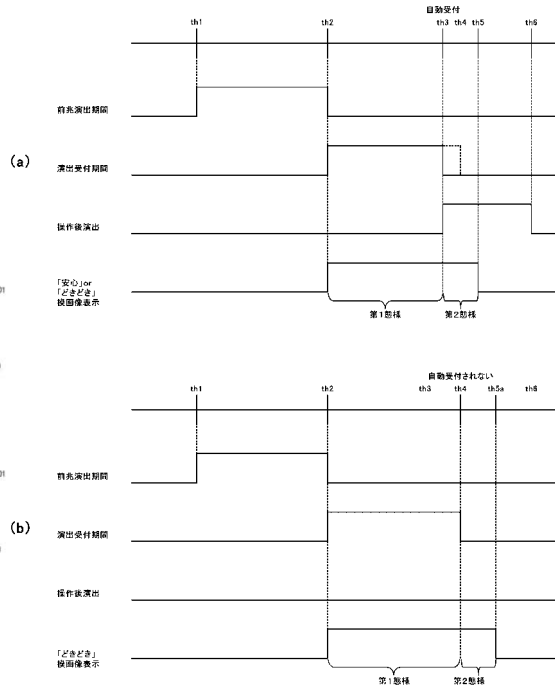 自動受付
th1 th2 th3 th4 th5 th6
前兆演出期間
(a)
演出受付期間
操作後演出
「安心」or
「どきどき」
換画像表示
第1態様 第2態様
自動受付されない
th1 th2 th3 th4 th5a th6
前兆演出期間
(b)
演出受付期間
操作後演出
「どきどき」
換画像表示
第1態様 第2態様